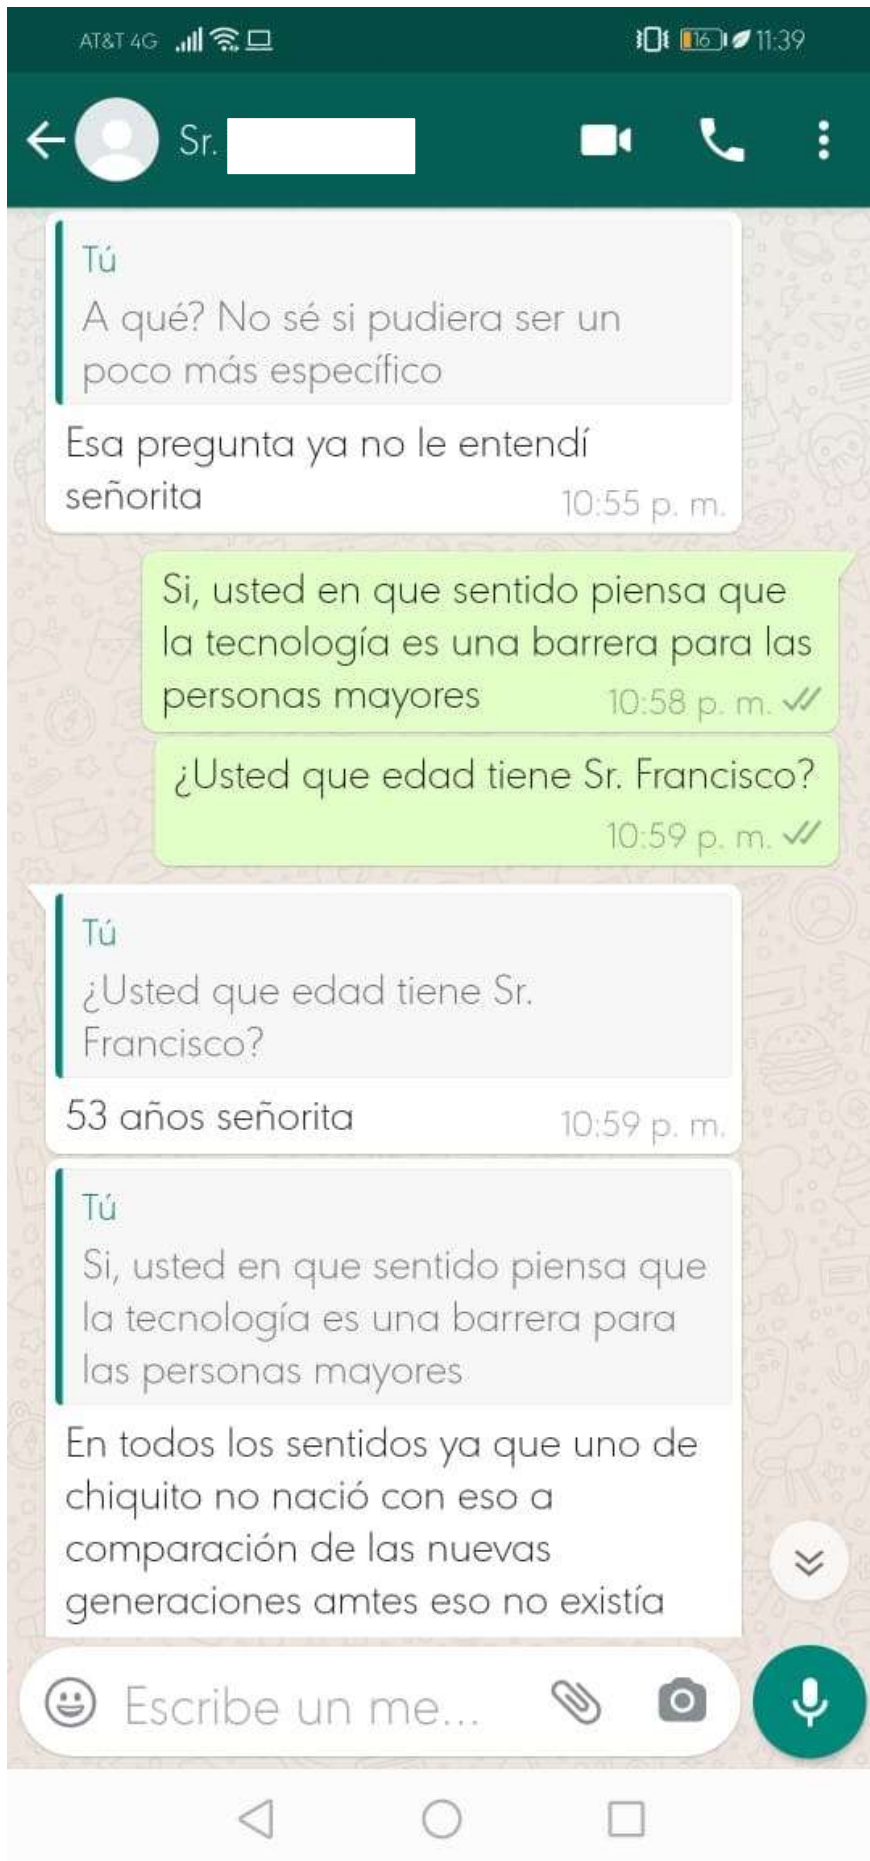 AT&T 4G 16 11:39
Sr.
Tú
A qué? No sé si pudiera ser un
poco más específico
Esa pregunta ya no le entendí
señorita 10:55 p. m.
Si, usted en que sentido piensa que
la tecnología es una barrera para las
personas mayores 10:58 p. m.
¿Usted que edad tiene Sr. Francisco?
10:59 p. m.
Tú
¿Usted que edad tiene Sr.
Francisco?
53 años señorita 10:59 p. m.
Tú
Si, usted en que sentido piensa que
la tecnología es una barrera para
las personas mayores
En todos los sentidos ya que uno de
chiquito no nació con eso a
comparación de las nuevas
generaciones amtes eso no existía
Escribe un me...